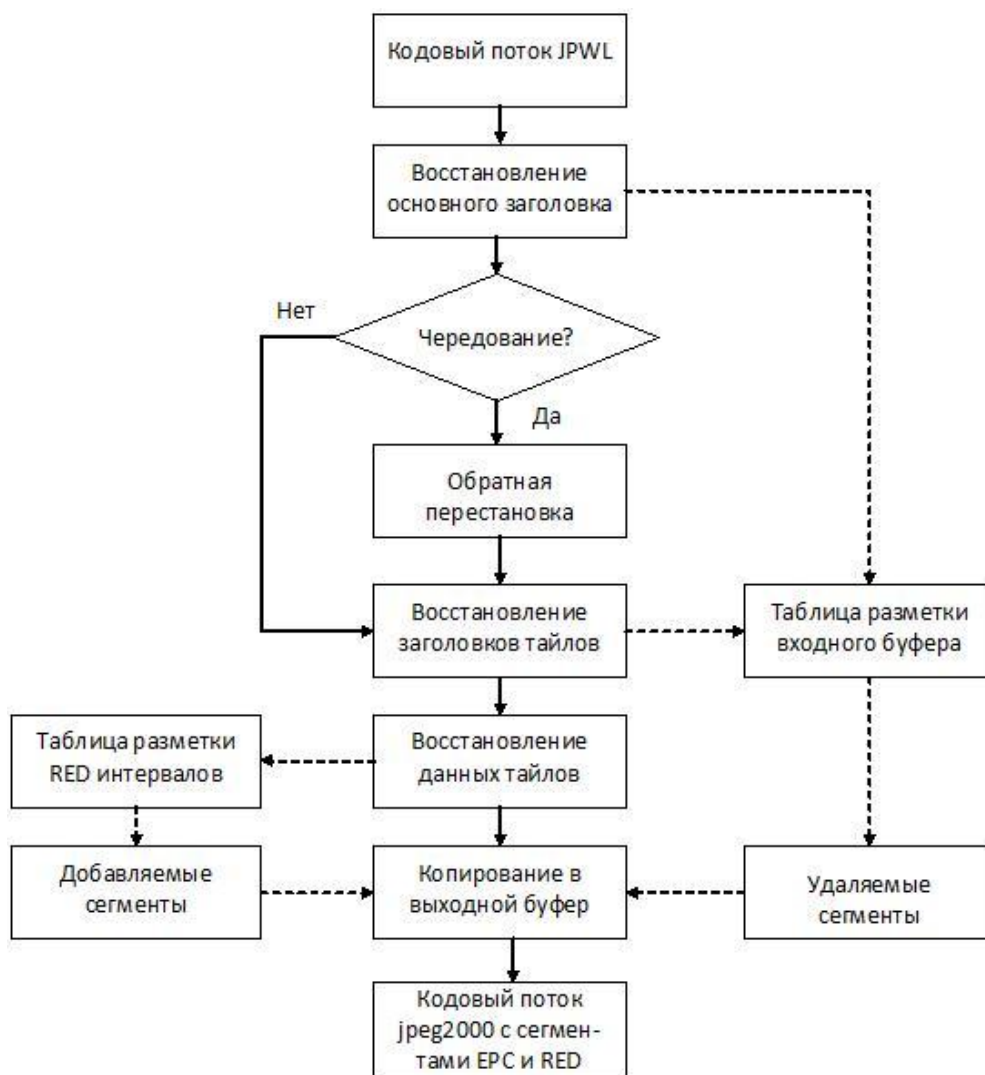 Кодовый поток JPWL
Восстановление
основного заголовка
Нет
Чередование?
Да
Обратная
перестановка
Восстановление
заголовков тайлов
Таблица разметки
входного буфера
Таблица разметки
RED интервалов
Восстановление
данных тайлов
Добавляемые
сегменты
Копирование в
выходной буфер
Удаляемые
сегменты
Кодовый поток
jpeg2000 с сегмен-
тами EPC и RED